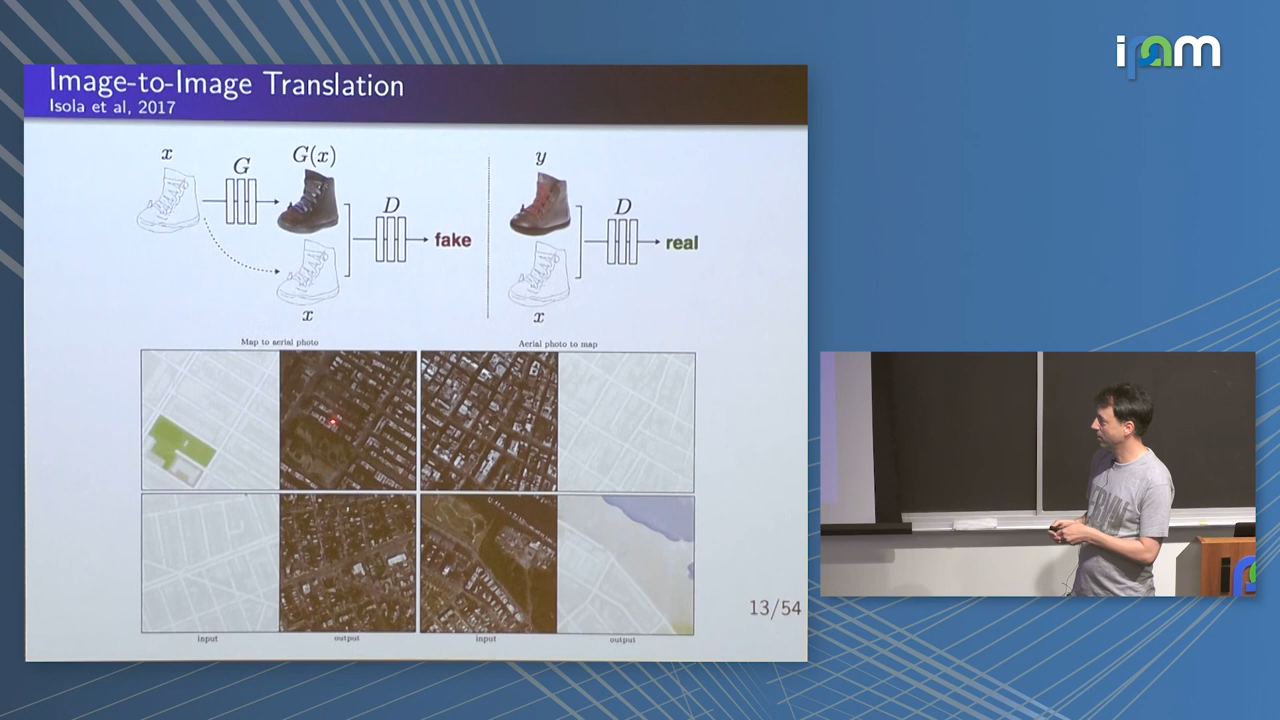 ipam
Image-to-Image Translation
Isola et al, 2017
x
G
G(x)
D
fake
x
y
D
real
x
Map to aerial photo
Aerial photo to map
input
output
input
output
13/54